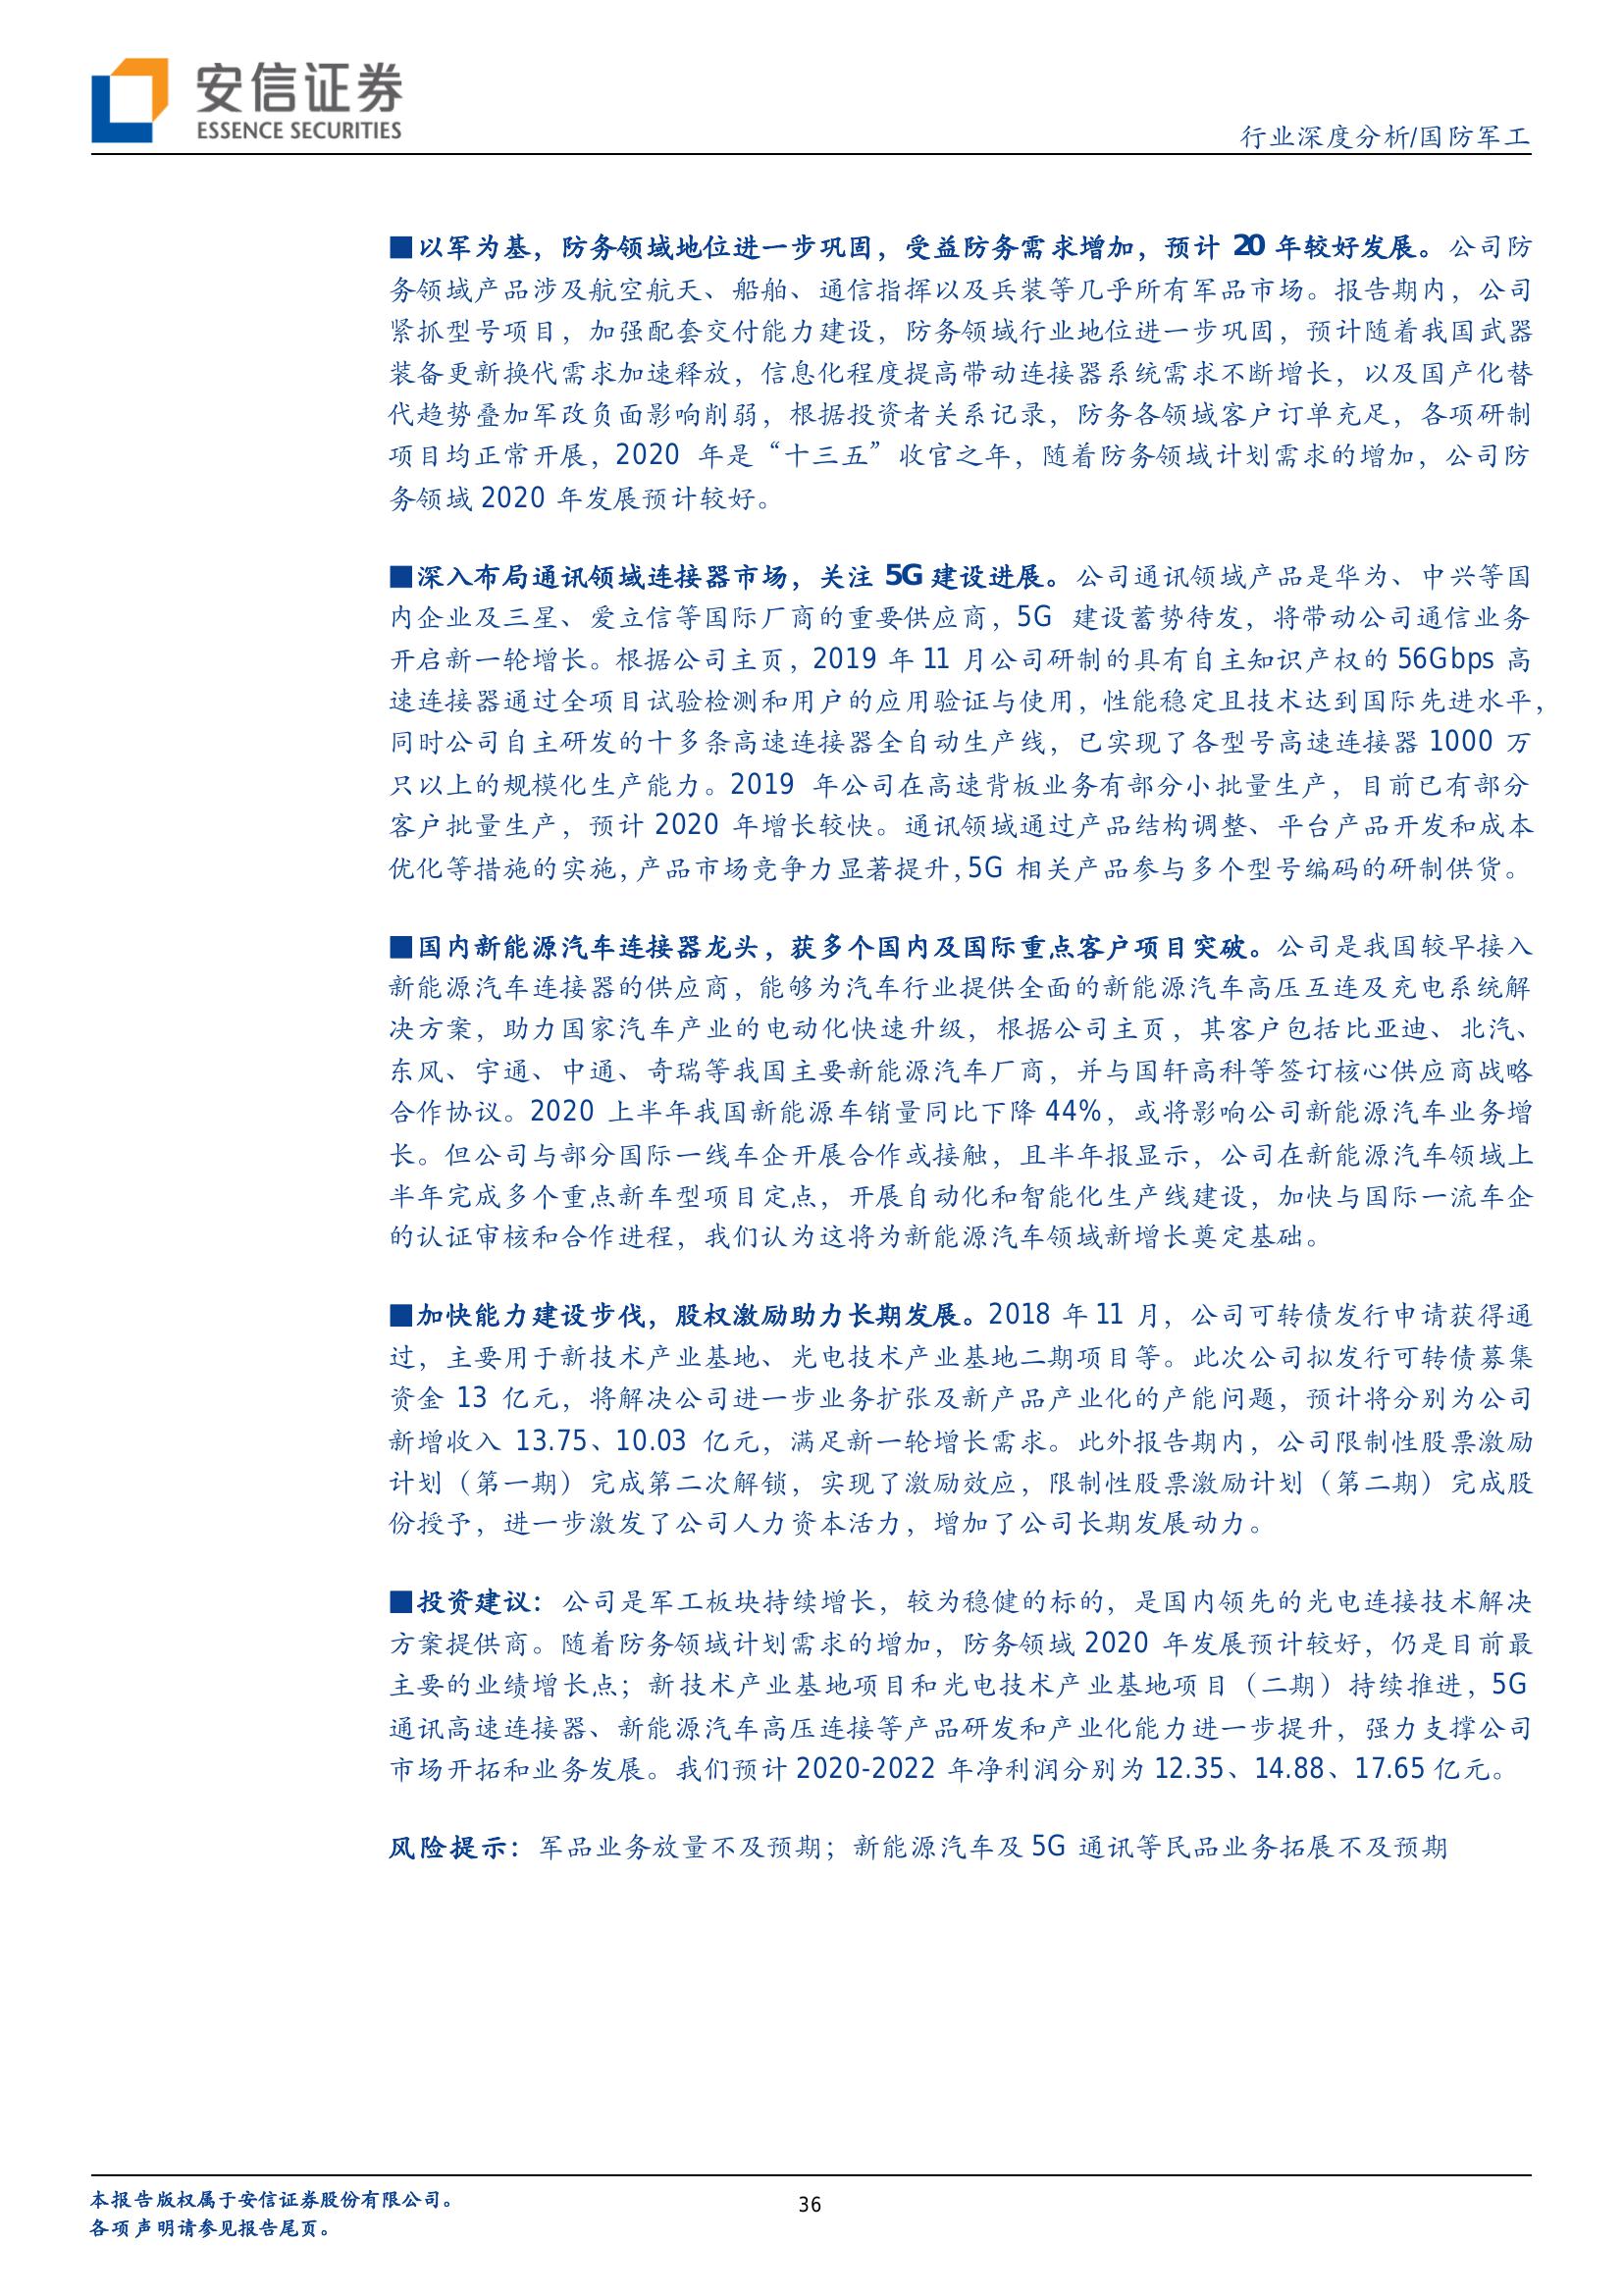 安信证券
ESSENCE SECURITIES
行业深度分析/国防军工
■以军为基，防务领域地位进一步巩固，受益防务需求增加，预计 20 年较好发展。公司防
务领域产品涉及航空航天、船舶、通信指挥以及兵装等几乎所有军品市场。报告期内，公司
紧抓型号项目，加强配套交付能力建设，防务领域行业地位进一步巩固，预计随着我国武器
装备更新换代需求加速释放，信息化程度提高带动连接器系统需求不断增长，以及国产化替
代趋势叠加军改负面影响削弱，根据投资者关系记录，防务各领域客户订单充足，各项研制
项目均正常开展，2020 年是“十三五”收官之年，随着防务领域计划需求的增加，公司防
务领域 2020 年发展预计较好。
■深入布局通讯领域连接器市场，关注 5G 建设进展。公司通讯领域产品是华为、中兴等国
内企业及三星、爱立信等国际厂商的重要供应商，5G 建设蓄势待发，将带动公司通信业务
开启新一轮增长。根据公司主页，2019 年 11 月公司研制的具有自主知识产权的 56Gbps 高
速连接器通过全项目试验检测和用户的应用验证与使用，性能稳定且技术达到国际先进水平，
同时公司自主研发的十多条高速连接器全自动生产线，已实现了各型号高速连接器 1000 万
只以上的规模化生产能力。2019 年公司在高速背板业务有部分小批量生产，目前已有部分
客户批量生产，预计 2020 年增长较快。通讯领域通过产品结构调整、平台产品开发和成本
优化等措施的实施，产品市场竞争力显著提升，5G 相关产品参与多个型号编码的研制供货。
■国内新能源汽车连接器龙头，获多个国内及国际重点客户项目突破。公司是我国较早接入
新能源汽车连接器的供应商，能够为汽车行业提供全面的新能源汽车高压互连及充电系统解
决方案，助力国家汽车产业的电动化快速升级，根据公司主页，其客户包括比亚迪、北汽、
东风、宇通、中通、奇瑞等我国主要新能源汽车厂商，并与国轩高科等签订核心供应商战略
合作协议。2020 上半年我国新能源车销量同比下降 44%，或将影响公司新能源汽车业务增
长。但公司与部分国际一线车企开展合作或接触，且半年报显示，公司在新能源汽车领域上
半年完成多个重点新车型项目定点，开展自动化和智能化生产线建设，加快与国际一流车企
的认证审核和合作进程，我们认为这将为新能源汽车领域新增长奠定基础。
■加快能力建设步伐，股权激励助力长期发展。2018 年 11 月，公司可转债发行申请获得通
过，主要用于新技术产业基地、光电技术产业基地二期项目等。此次公司拟发行可转债募集
资金 13 亿元，将解决公司进一步业务扩张及新产品产业化的产能问题，预计将分别为公司
新增收入 13.75、10.03 亿元，满足新一轮增长需求。此外报告期内，公司限制性股票激励
计划（第一期）完成第二次解锁，实现了激励效应，限制性股票激励计划（第二期）完成股
份授予，进一步激发了公司人力资本活力，增加了公司长期发展动力。
■投资建议：公司是军工板块持续增长，较为稳健的标的，是国内领先的光电连接技术解决
方案提供商。随着防务领域计划需求的增加，防务领域 2020 年发展预计较好，仍是目前最
主要的业绩增长点；新技术产业基地项目和光电技术产业基地项目（二期）持续推进，5G
通讯高速连接器、新能源汽车高压连接等产品研发和产业化能力进一步提升，强力支撑公司
市场开拓和业务发展。我们预计 2020-2022 年净利润分别为 12.35、14.88、17.65 亿元。
风险提示：军品业务放量不及预期；新能源汽车及 5G 通讯等民品业务拓展不及预期
本报告版权属于安信证券股份有限公司。
36
各项声明请参见报告尾页。